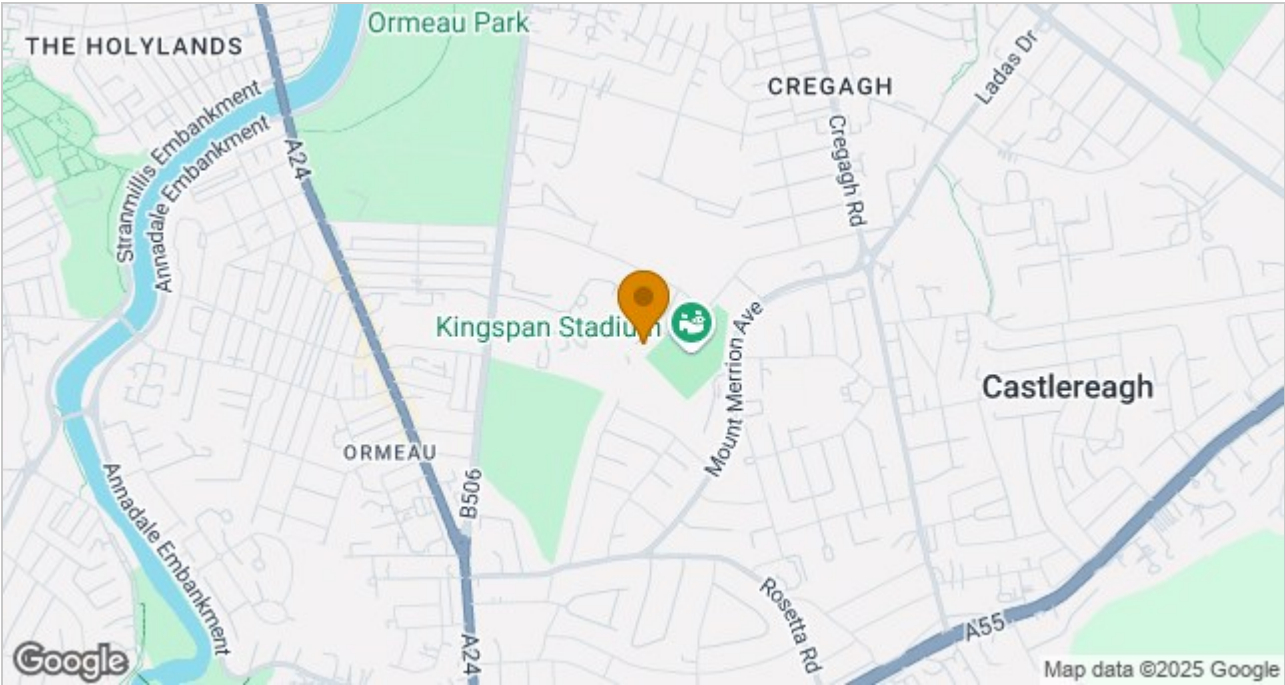 Ormeau Park
THE HOLYLANDS
CREGAGH
Ladas Dr
Stranmillis Embankment
Annadale Embankment
A24
Cregagh Rd
Kingspan Stadium
Mount Merrion Ave
Castlereagh
ORMEAU
B506
Annadale Embankment
Rosetta Rd
A55
A24
Google
Map data ©2025 Google